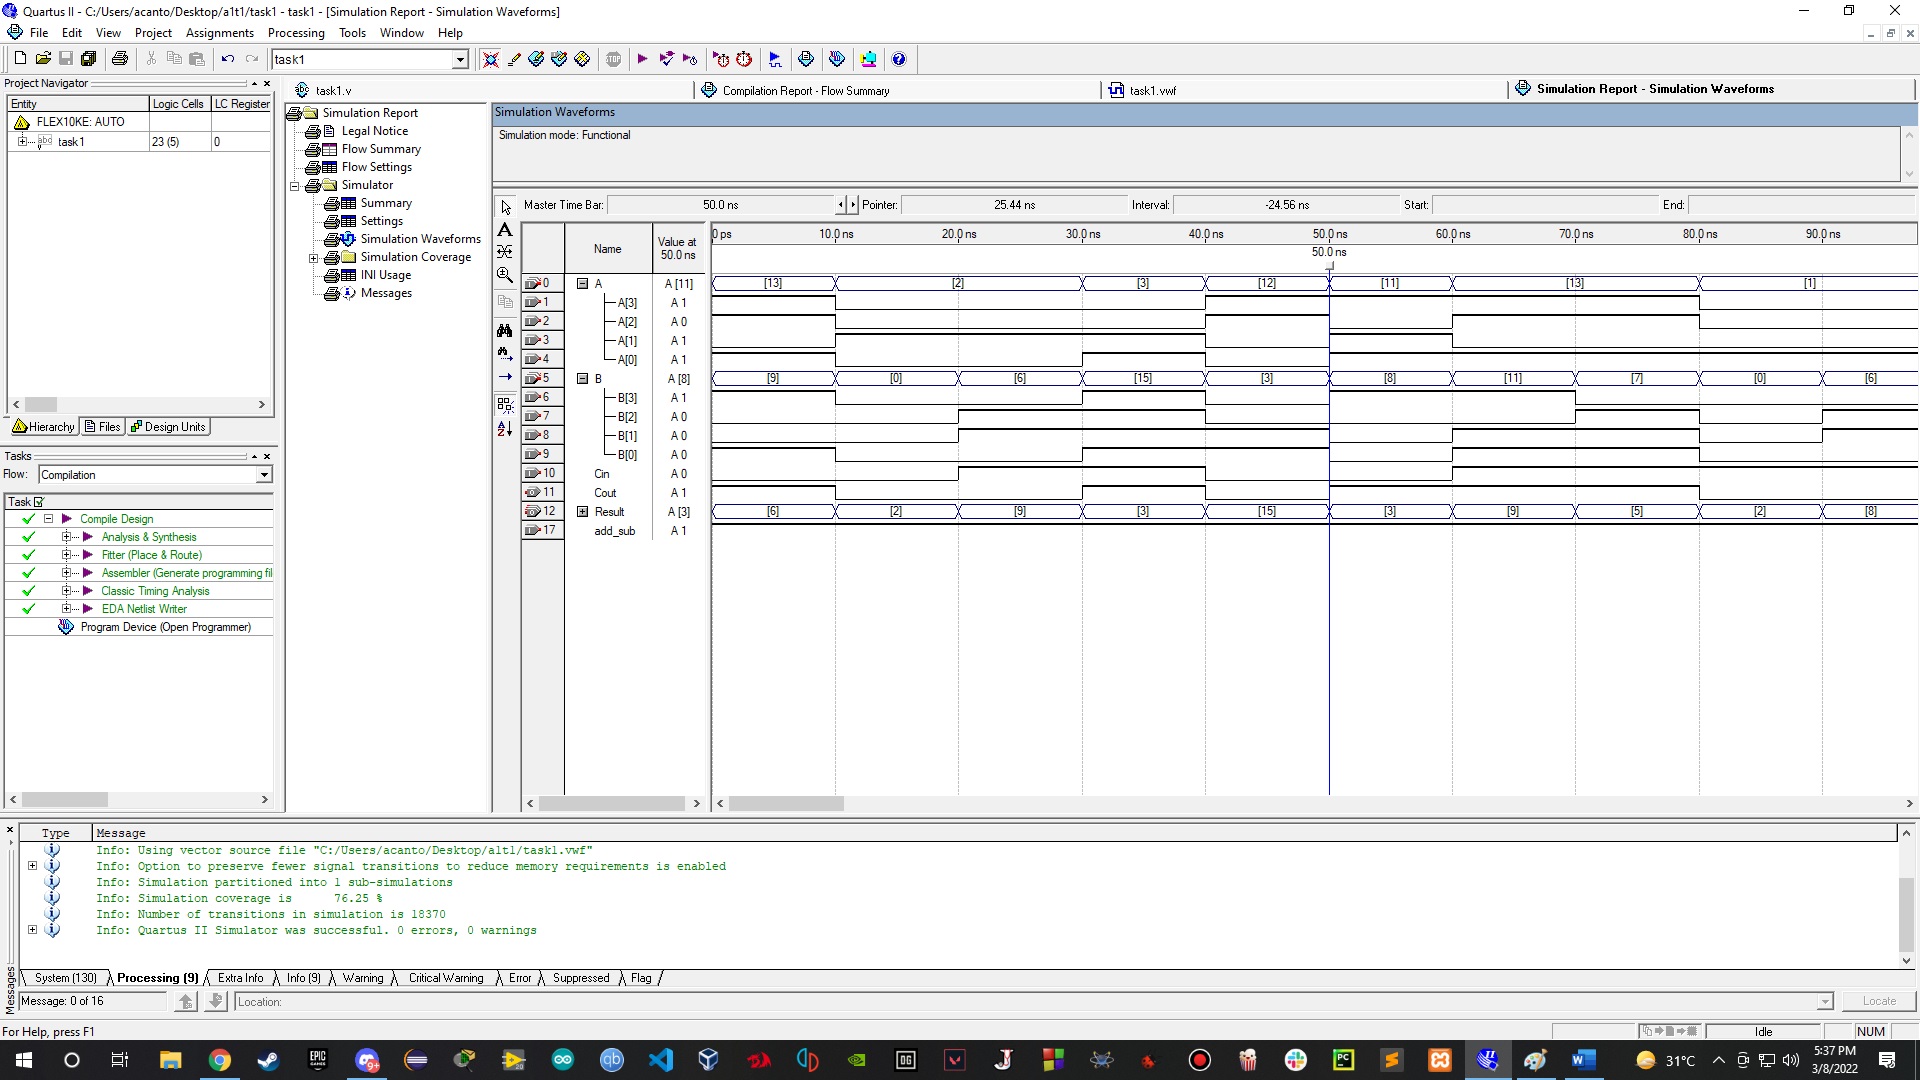 Quartus II - C:/Users/acanto/Desktop/a1t1/task1 - task1 - [Simulation Report - Simulation Waveforms]
File Edit View Project Assignments Processing Tools Window Help
task1
Project Navigator
Entity Logic Cells LC Register
FLEX10KE: AUTO
task1 23 (5) 0
Hierarchy Files Design Units
Tasks
Flow: Compilation
Task
Compile Design
Analysis & Synthesis
Fitter (Place & Route)
Assembler (Generate programming fil
Classic Timing Analysis
EDA Netlist Writer
Program Device (Open Programmer)
task1.v
Compilation Report - Flow Summary
task1.vwf
Simulation Report - Simulation Waveforms
Simulation Report
Legal Notice
Flow Summary
Flow Settings
Simulator
Summary
Settings
Simulation Waveforms
Simulation Coverage
INI Usage
Messages
Simulation Waveforms
Simulation mode: Functional
Master Time Bar: 50.0 ns Pointer: 25.44 ns Interval: -24.56 ns Start: End:
Name Value at 50.0 ns
0 ps 10.0 ns 20.0 ns 30.0 ns 40.0 ns 50.0 ns 60.0 ns 70.0 ns 80.0 ns 90.0 ns
50.0 ns
0 A A [11] [13] [2] [3] [12] [11] [13] [1]
1 A[3] A 1
2 A[2] A 0
3 A[1] A 1
4 A[0] A 1
5 B A [8] [9] [0] [6] [15] [3] [8] [11] [7] [0] [6]
6 B[3] A 1
7 B[2] A 0
8 B[1] A 0
9 B[0] A 0
10 Cin A 0
11 Cout A 1
12 Result A [3] [6] [2] [9] [3] [15] [3] [9] [5] [2] [8]
17 add_sub A 1
Type Message
Info: Using vector source file "C:/Users/acanto/Desktop/a1t1/task1.vwf"
Info: Option to preserve fewer signal transitions to reduce memory requirements is enabled
Info: Simulation partitioned into 1 sub-simulations
Info: Simulation coverage is 76.25 %
Info: Number of transitions in simulation is 18370
Info: Quartus II Simulator was successful. 0 errors, 0 warnings
System (130) Processing (9) Extra Info Info (9) Warning Critical Warning Error Suppressed Flag
Messages
Message: 0 of 16 Location: Locate
For Help, press F1 Idle NUM
31°C 5:37 PM
3/8/2022